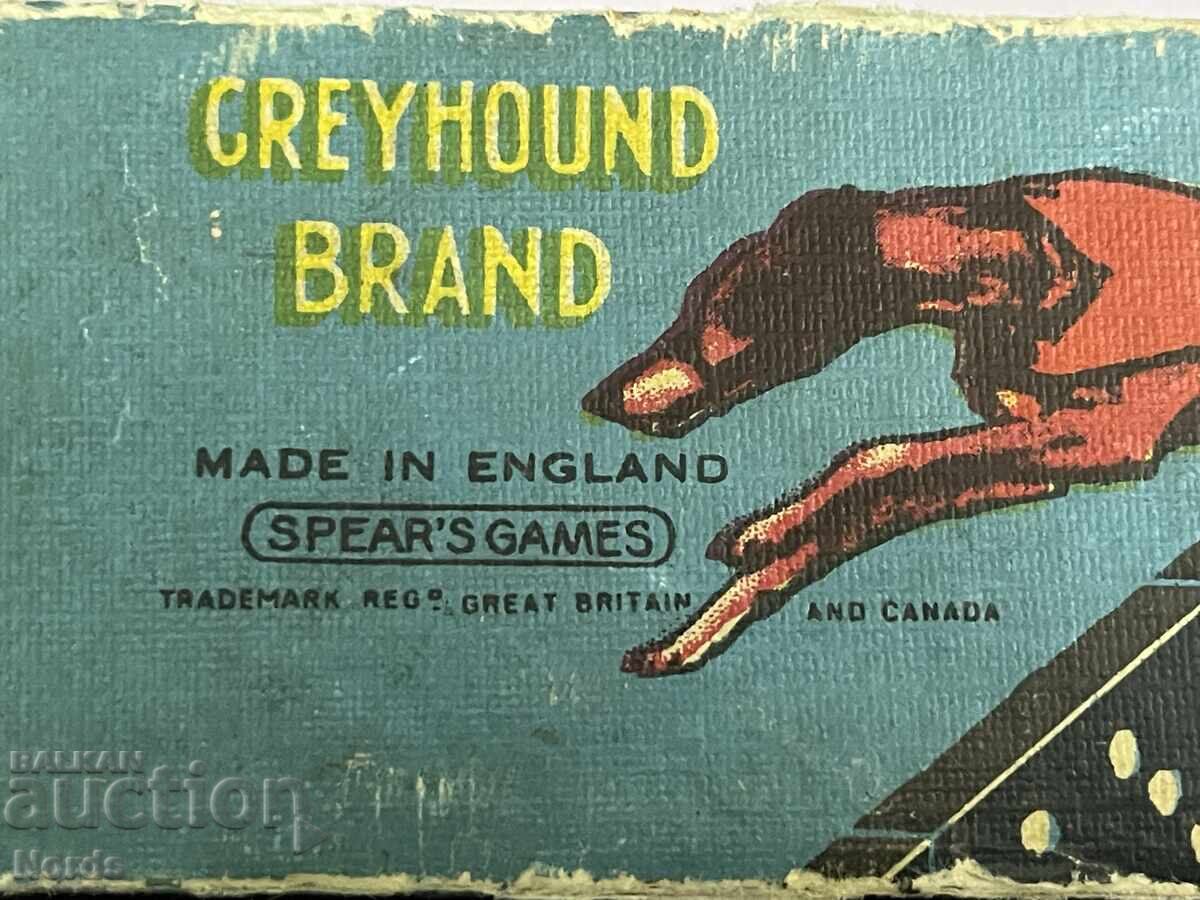 GREYHOUND
BRAND
MADE IN ENGLAND
SPEAR'S GAMES
TRADEMARK REGD. GREAT BRITAIN AND CANADA
BALKAN
auction
Nords